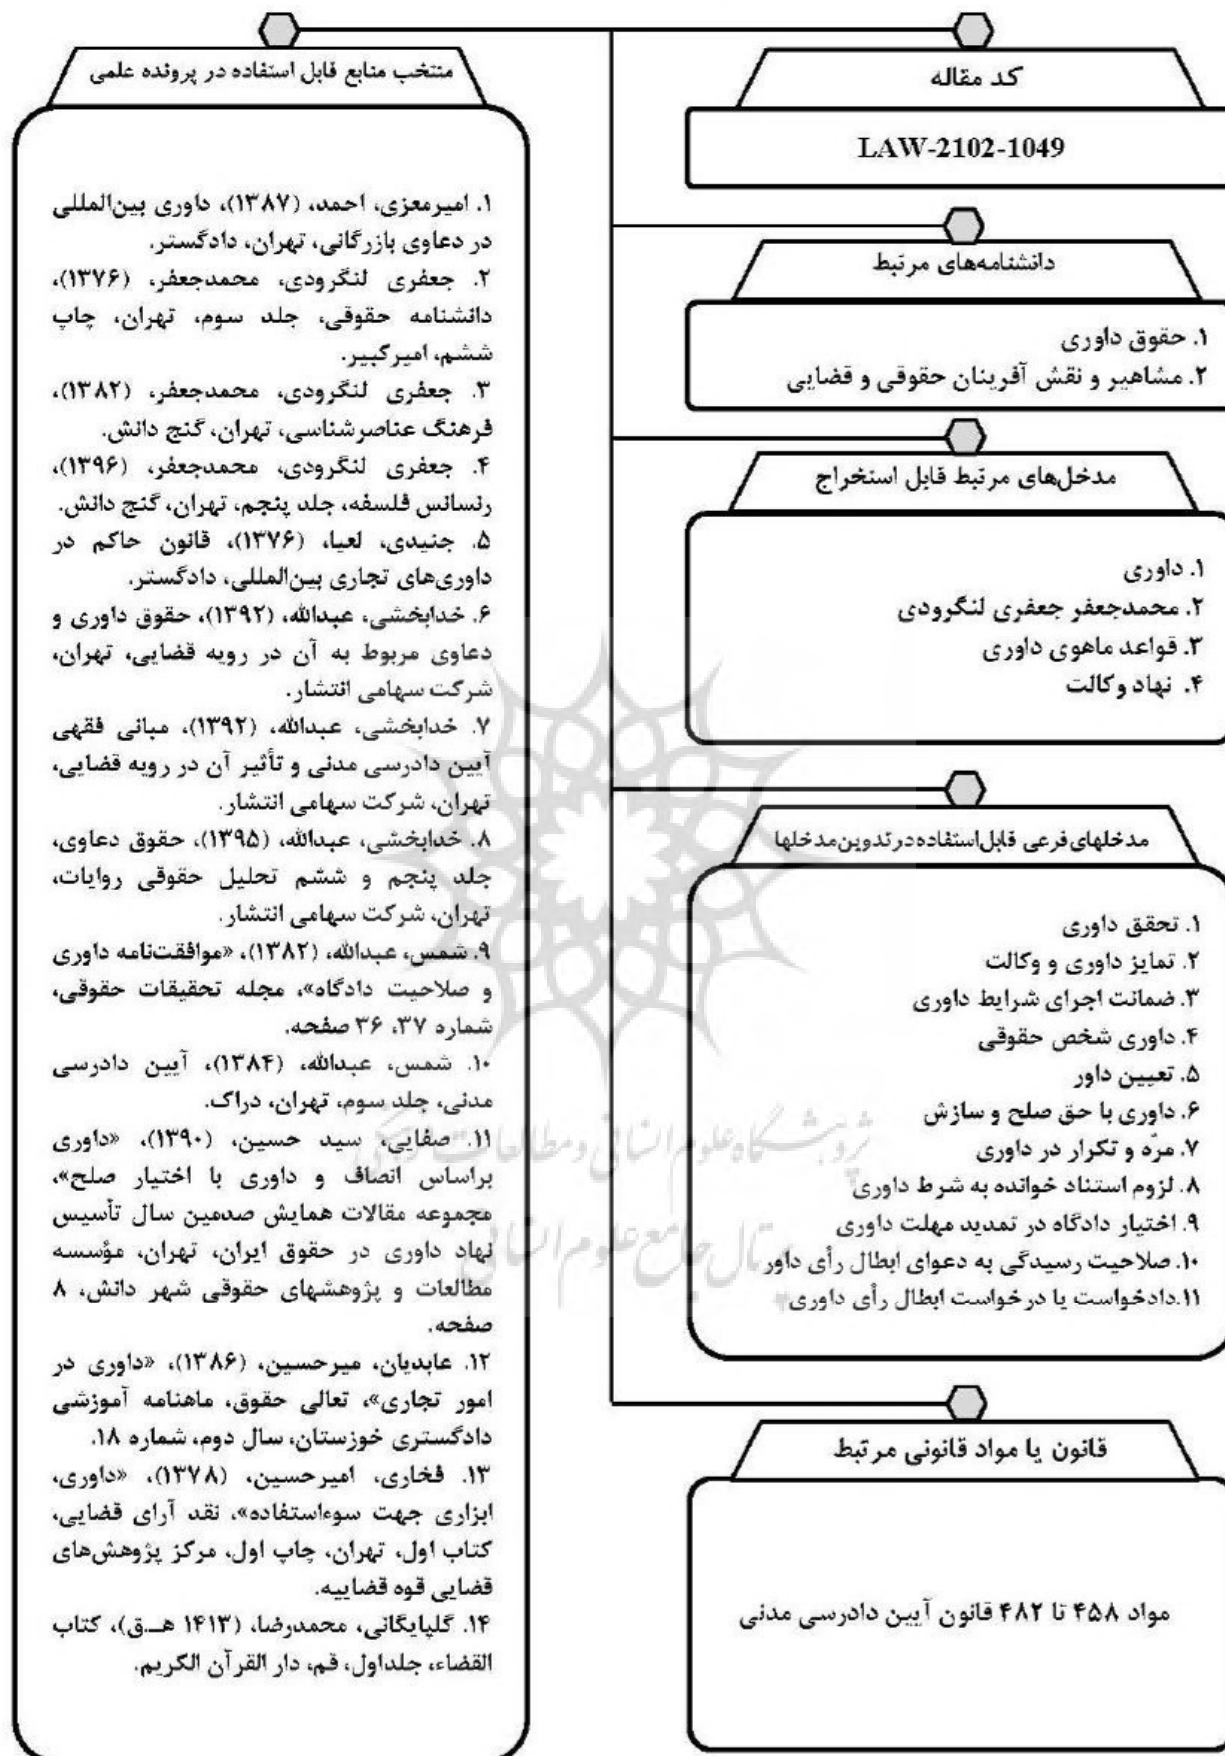 کد مقاله
LAW-2102-1049
دانشنامه‌های مرتبط
۱. حقوق داوری
۲. مشاهیر و نقش آفرینان حقوقی و قضایی
مدخل‌های مرتبط قابل استخراج
۱. داوری
۲. محمدجعفر جعفری لنگرودی
۳. قواعد ماهوی داوری
۴. نهاد وکالت
مدخلهای فرعی قابل استفاده در تدوین مدخلها
۱. تحقق داوری
۲. تمایز داوری و وکالت
۳. ضمانت اجرای شرایط داوری
۴. داوری شخص حقوقی
۵. تعیین داور
۶. داوری با حق صلح و سازش
۷. مرّه و تکرار در داوری
۸. لزوم استناد خوانده به شرط داوری
۹. اختیار دادگاه در تمدید مهلت داوری
۱۰. صلاحیت رسیدگی به دعوای ابطال رأی داور
۱۱.دادخواست یا درخواست ابطال رأی داوری
قانون یا مواد قانونی مرتبط
مواد ۴۵۸ تا ۴۸۲ قانون آیین دادرسی مدنی
منتخب منابع قابل استفاده در پرونده علمی
۱. امیرمعزی، احمد، (۱۳۸۷)، داوری بین‌المللی
در دعاوی بازرگانی، تهران، دادگستر.
۲. جعفری لنگرودی، محمدجعفر، (۱۳۷۶)،
دانشنامه حقوقی، جلد سوم، تهران، چاپ
ششم، امیرکبیر.
۳. جعفری لنگرودی، محمدجعفر، (۱۳۸۲)،
فرهنگ عناصرشناسی، تهران، گنج دانش.
۴. جعفری لنگرودی، محمدجعفر، (۱۳۹۶)،
رنسانس فلسفه، جلد پنجم، تهران، گنج دانش.
۵. جنیدی، لعیا، (۱۳۷۶)، قانون حاکم در
داوری‌های تجاری بین‌المللی، دادگستر.
۶. خدابخشی، عبدالله، (۱۳۹۲)، حقوق داوری و
دعاوی مربوط به آن در رویه قضایی، تهران،
شرکت سهامی انتشار.
۷. خدابخشی، عبدالله، (۱۳۹۲)، مبانی فقهی
آیین دادرسی مدنی و تأثیر آن در رویه قضایی،
تهران، شرکت سهامی انتشار.
۸. خدابخشی، عبدالله، (۱۳۹۵)، حقوق دعاوی،
جلد پنجم و ششم تحلیل حقوقی روایات،
تهران، شرکت سهامی انتشار.
۹. شمس، عبدالله، (۱۳۸۲)، «موافقت‌نامه داوری
و صلاحیت دادگاه»، مجله تحقیقات حقوقی،
شماره ۳۷، ۳۶ صفحه.
۱۰. شمس، عبدالله، (۱۳۸۴)، آیین دادرسی
مدنی، جلد سوم، تهران، دراک.
۱۱. صفایی، سید حسین، (۱۳۹۰)، «داوری
براساس انصاف و داوری با اختیار صلح»،
مجموعه مقالات همایش صدمین سال تأسیس
نهاد داوری در حقوق ایران، تهران، مؤسسه
مطالعات و پژوهشهای حقوقی شهر دانش، ۸
صفحه.
۱۲. عابدیان، میرحسین، (۱۳۸۶)، «داوری در
امور تجاری»، تعالی حقوق، ماهنامه آموزشی
دادگستری خوزستان، سال دوم، شماره ۱۸.
۱۳. فخاری، امیرحسین، (۱۳۷۸)، «داوری،
ابزاری جهت سوءاستفاده»، نقد آرای قضایی،
کتاب اول، تهران، چاپ اول، مرکز پژوهش‌های
قضایی قوه قضاییه.
۱۴. گلپایگانی، محمدرضا، (۱۴۱۳ هـ.ق)، کتاب
القضاء، جلداول، قم، دار القرآن الکریم.
پژوهشگاه علوم انسانی و مطالعات فرهنگی
پرتال جامع علوم انسانی